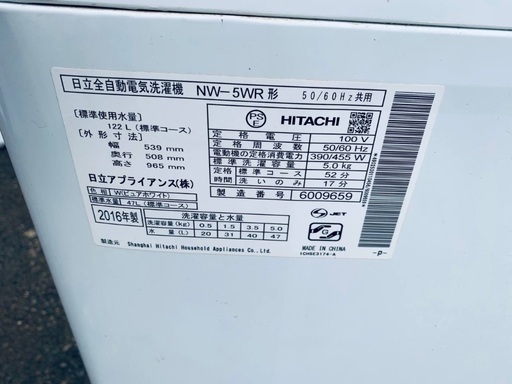 日立全自動電気洗濯機 NW-5WR 形 50/60Hz共用
[標準使用水量]
122 L (標準コース)
[外形寸法]
幅 539 mm
奥行 508 mm
高さ 965 mm
日立アプライアンス(株)
色柄 W(ピュアホワイト)
標準水量 47L (標準コース)
PS E HITACHI
定格電圧 100 V
定格周波数 50/60 Hz
電動機の定格消費電力 390/455 W
標準洗濯容量 5.0kg
定格時間 標準コース 52分
洗いのみ 17分
製造番号 6009659
2016年製
洗濯容量と水量
洗濯容量(kg) 0.5 1.5 3.5 5.0
水量(L) 20 31 40 47
S JET
G
MADE IN CHINA
製造元 Shanghai Hitachi Household Appliances Co.,Ltd.
-P-